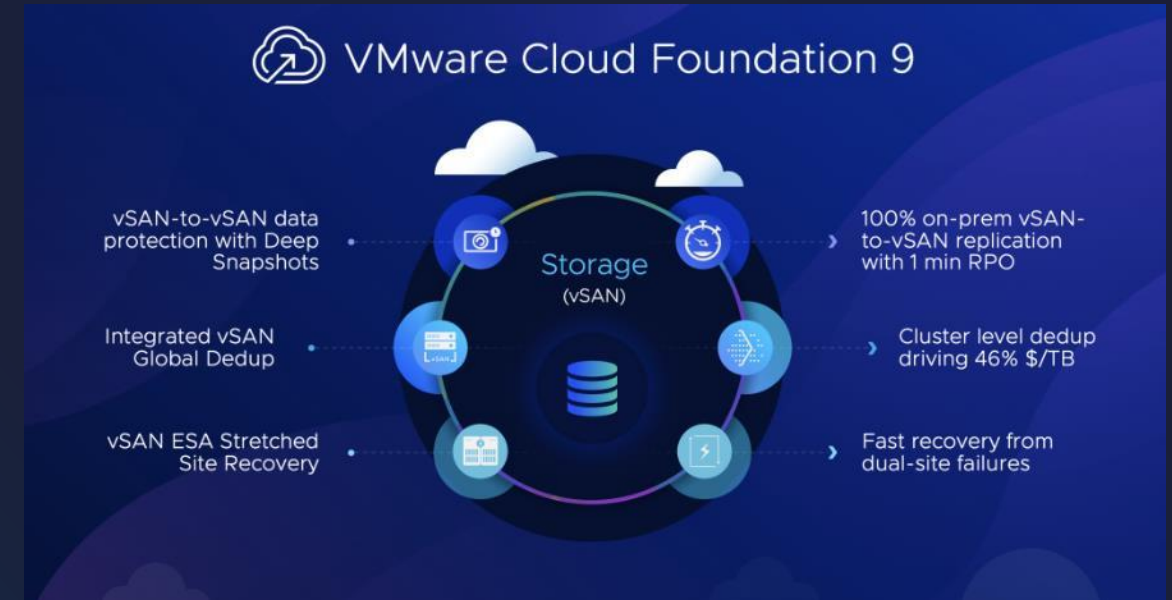 VMware Cloud Foundation 9
vSAN-to-vSAN data
protection with Deep
Snapshots
Integrated vSAN
Global Dedup
vSAN ESA Stretched
Site Recovery
Storage
(vSAN)
vSAN
100% on-prem vSAN-
to-vSAN replication
with 1 min RPO
Cluster level dedup
driving 46% $/TB
Fast recovery from
dual-site failures